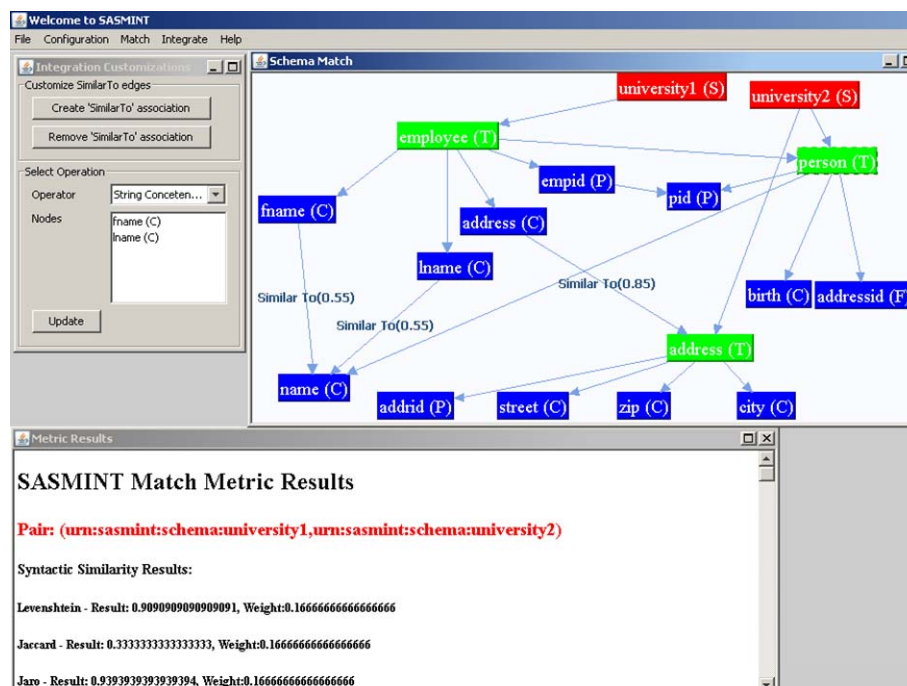 Welcome to SASMINT
File Configuration Match Integrate Help
Integration Customizations
Customize SimilarTo edges
Create 'SimilarTo' association
Remove 'SimilarTo' association
Select Operation
Operator String Conceten...
Nodes
fname (C)
lname (C)
Update
Schema Match
university1 (S)
university2 (S)
employee (T)
person (T)
empid (P)
pid (P)
fname (C)
address (C)
lname (C)
Similar To(0.85)
birth (C) addressid (F)
Similar To(0.55)
Similar To(0.55)
address (T)
name (C)
addrid (P) street (C) zip (C) city (C)
Metric Results
SASMINT Match Metric Results
Pair: (urn:sasmint:schema:university1,urn:sasmint:schema:university2)
Syntactic Similarity Results:
Levenshtein - Result: 0.9090909090909091, Weight:0.16666666666666666
Jaccard - Result: 0.3333333333333333, Weight:0.16666666666666666
Jaro - Result: 0.9393939393939394, Weight:0.16666666666666666